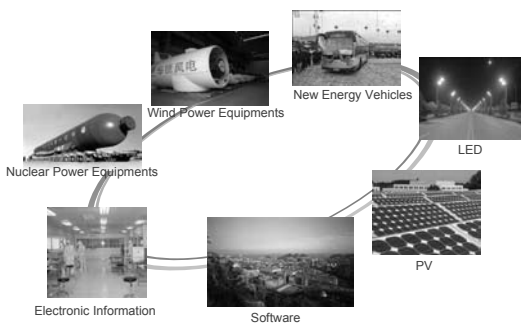 New Energy Vehicles
Wind Power Equipments
LED
Nuclear Power Equipments
PV
Electronic Information
Software